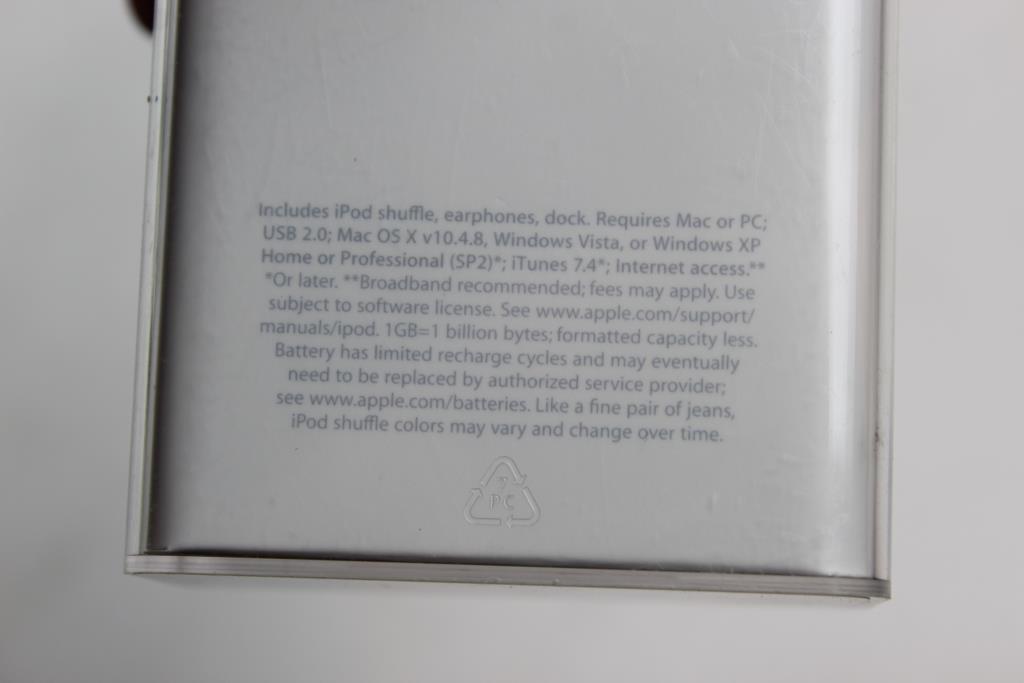 Includes iPod shuffle, earphones, dock. Requires Mac or PC;
USB 2.0; Mac OS X v10.4.8, Windows Vista, or Windows XP
Home or Professional (SP2)*; iTunes 7.4*; Internet access.**
*Or later. **Broadband recommended; fees may apply. Use
subject to software license. See www.apple.com/support/
manuals/ipod. 1GB=1 billion bytes; formatted capacity less.
Battery has limited recharge cycles and may eventually
need to be replaced by authorized service provider;
see www.apple.com/batteries. Like a fine pair of jeans,
iPod shuffle colors may vary and change over time.
7
PC